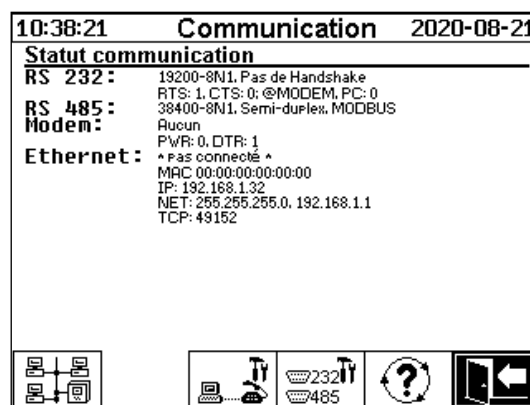 10:38:21 Communication 2020-08-21
Statut communication
RS 232: 19200-8N1, Pas de Handshake
RTS: 1, CTS: 0; @MODEM, PC: 0
RS 485: 38400-8N1, Semi-duplex, MODBUS
Modem: Aucun
PWR: 0, DTR: 1
Ethernet: * Pas connecté *
MAC 00:00:00:00:00:00
IP: 192.168.1.32
NET: 255.255.255.0, 192.168.1.1
TCP: 49152
232
485
?